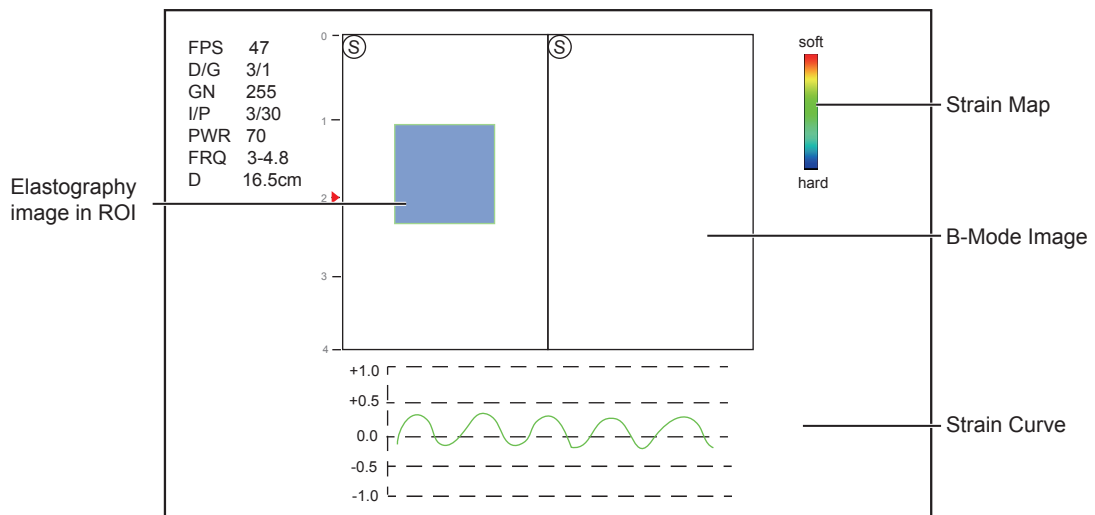 FPS 47
D/G 3/1
GN 255
I/P 3/30
PWR 70
FRQ 3-4.8
D 16.5cm
Elastography
image in ROI
0
1
2
3
4
S
S
soft
hard
Strain Map
B-Mode Image
+1.0
+0.5
0.0
-0.5
-1.0
Strain Curve